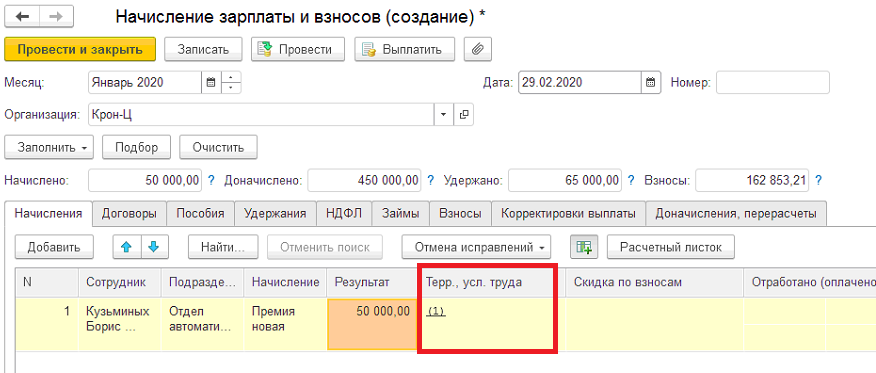 Начисление зарплаты и взносов (создание) *
Провести и закрыть Записать Провести Выплатить
Месяц: Январь 2020 Дата: 29.02.2020 Номер:
Организация: Крон-Ц
Заполнить Подбор Очистить
Начислено: 50 000,00 ? Доначислено: 450 000,00 ? Удержано: 65 000,00 ? Взносы: 162 853,21 ?
Начисления Договоры Пособия Удержания НДФЛ Займы Взносы Корректировки выплаты Доначисления, перерасчеты
Добавить Найти... Отменить поиск Отмена исправлений Расчетный листок
N Сотрудник Подразде... Начисление Результат Терр., усл. труда Скидка по взносам Отработано (оплачено
1 Кузьминых Отдел Премия 50 000,00 (1)
Борис ... автомати... новая